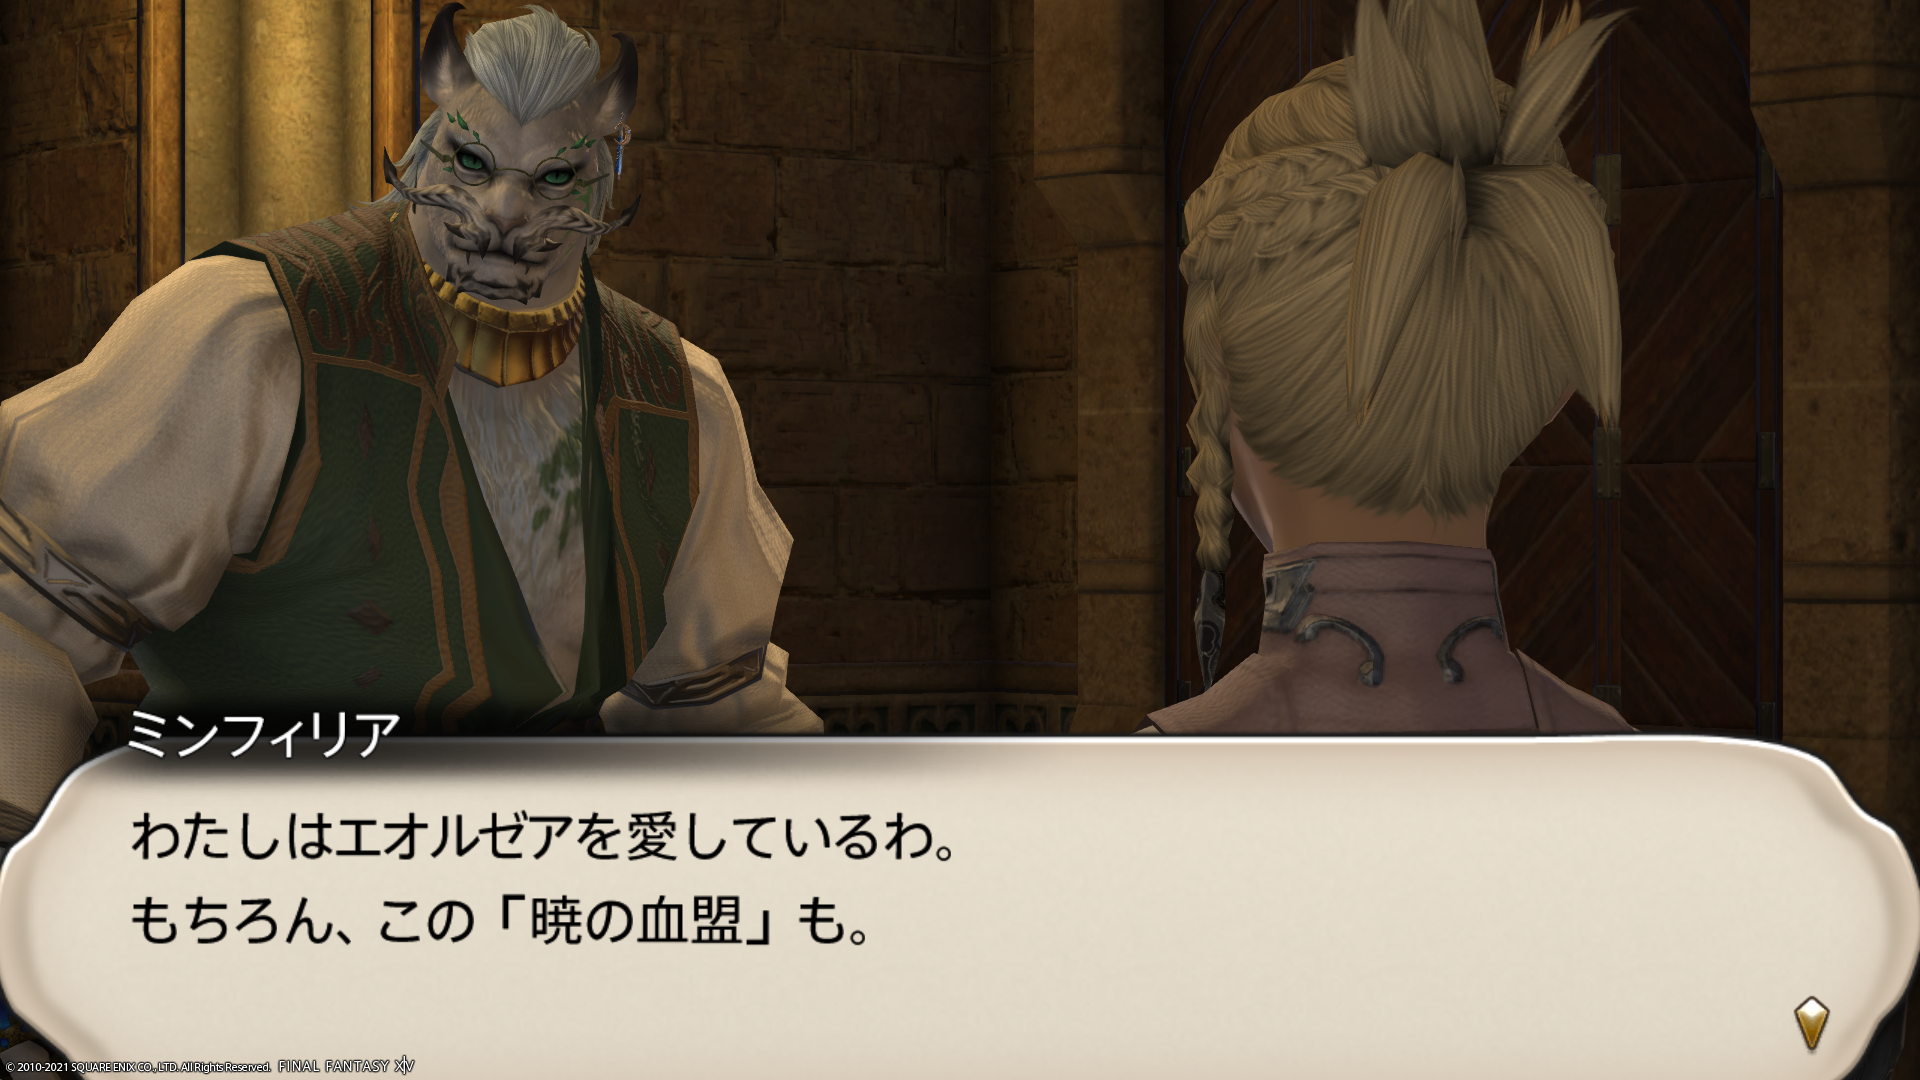 ミンフィリア
わたしはエオルゼアを愛しているわ。
もちろん、この「暁の血盟」も。
© 2010-2021 SQUARE ENIX CO., LTD. All Rights Reserved. FINAL FANTASY XIV